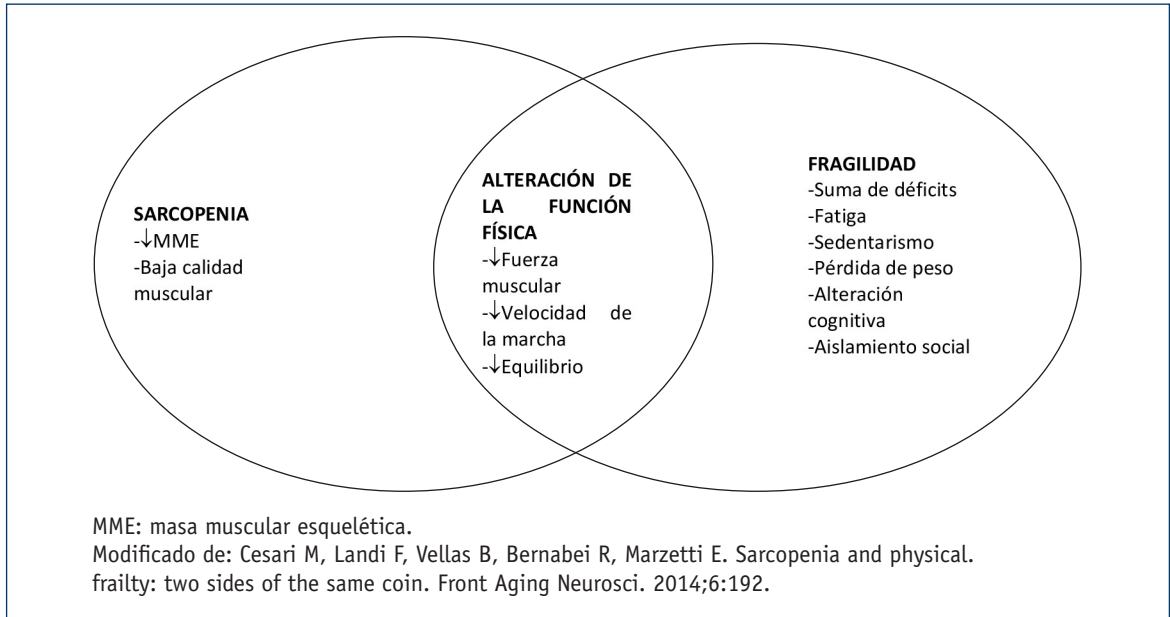 SARCOPENIA
-↓MME
-Baja calidad
muscular
ALTERACIÓN DE
LA FUNCIÓN
FÍSICA
-↓Fuerza
muscular
-↓Velocidad de
la marcha
-↓Equilibrio
FRAGILIDAD
-Suma de déficits
-Fatiga
-Sedentarismo
-Pérdida de peso
-Alteración
cognitiva
-Aislamiento social
MME: masa muscular esquelética.
Modificado de: Cesari M, Landi F, Vellas B, Bernabei R, Marzetti E. Sarcopenia and physical.
frailty: two sides of the same coin. Front Aging Neurosci. 2014;6:192.